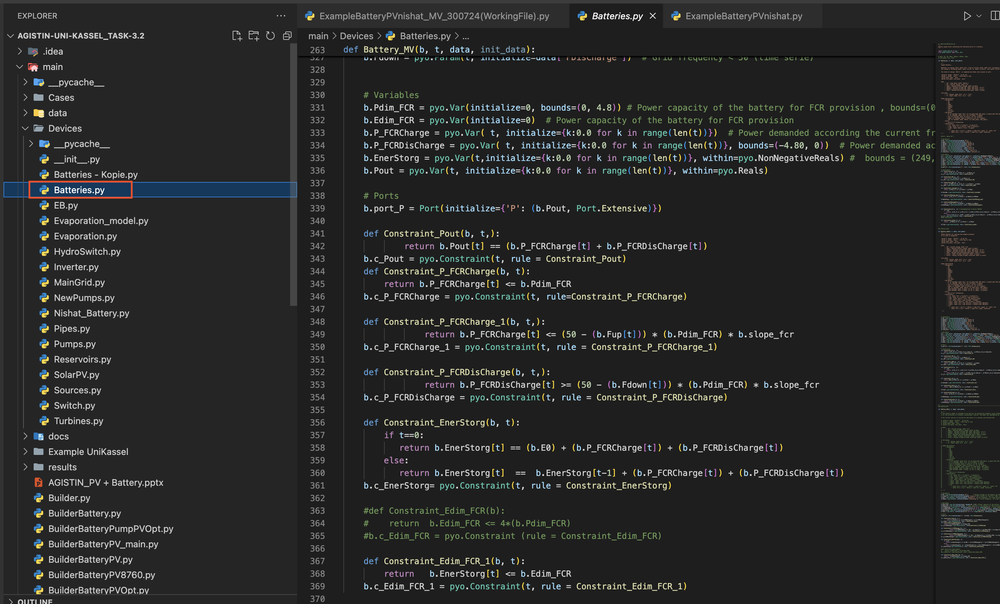 EXPLORER
...
ExampleBatteryPVnishat_MV_300724(WorkingFile).py
Batteries.py
ExampleBatteryPVnishat.py
AGISTIN-UNI-KASSEL_TASK-3.2
main > Devices > Batteries.py > ...
.idea
main
__pycache__
Cases
data
Devices
__pycache__
__init__.py
Batteries - Kopie.py
Batteries.py
EB.py
Evaporation_model.py
Evaporation.py
HydroSwitch.py
Inverter.py
MainGrid.py
NewPumps.py
Nishat_Battery.py
Pipes.py
Pumps.py
Reservoirs.py
SolarPV.py
Sources.py
Switch.py
Turbines.py
docs
Example UniKassel
results
AGISTIN_PV + Battery.pptx
Builder.py
BuilderBattery.py
BuilderBatteryPumpPVOpt.py
BuilderBatteryPV_main.py
BuilderBatteryPV.py
BuilderBatteryPV8760.py
BuilderBatteryPVOpt.py
OUTLINE
263 def Battery_MV(b, t, data, init_data):
327 b.Fdown = pyo.Param(t, initialize=data['FDisCharge']) # Grid frequency < 50 (time serie)
328
329
330 # Variables
331 b.Pdim_FCR = pyo.Var(initialize=0, bounds=(0, 4.8)) # Power capacity of the battery for FCR provision , bounds=(0
332 b.Edim_FCR = pyo.Var(initialize=0) # Power capacity of the battery for FCR provision
333 b.P_FCRCharge = pyo.Var( t, initialize={k:0.0 for k in range(len(t))}) # Power demanded according the current fr
334 b.P_FCRDisCharge = pyo.Var( t, initialize={k:0.0 for k in range(len(t))}, bounds=(-4.80, 0)) # Power demanded ac
335 b.EnerStorg = pyo.Var(t,initialize={k:0.0 for k in range(len(t))}, within=pyo.NonNegativeReals) # bounds = (249,
336 b.Pout = pyo.Var(t, initialize={k:0.0 for k in range(len(t))}, within=pyo.Reals)
337
338 # Ports
339 b.port_P = Port(initialize={'P': (b.Pout, Port.Extensive)})
340
341 def Constraint_Pout(b, t,):
342 return b.Pout[t] == (b.P_FCRCharge[t] + b.P_FCRDisCharge[t])
343 b.c_Pout = pyo.Constraint(t, rule = Constraint_Pout)
344 def Constraint_P_FCRCharge(b, t):
345 return b.P_FCRCharge[t] <= b.Pdim_FCR
346 b.c_P_FCRCharge = pyo.Constraint(t, rule=Constraint_P_FCRCharge)
347
348 def Constraint_P_FCRCharge_1(b, t,):
349 return b.P_FCRCharge[t] <= (50 - (b.Fup[t])) * (b.Pdim_FCR) * b.slope_fcr
350 b.c_P_FCRCharge_1 = pyo.Constraint(t, rule = Constraint_P_FCRCharge_1)
351
352 def Constraint_P_FCRDisCharge(b, t,):
353 return b.P_FCRDisCharge[t] >= (50 - (b.Fdown[t])) * (b.Pdim_FCR) * b.slope_fcr
354 b.c_P_FCRDisCharge = pyo.Constraint(t, rule = Constraint_P_FCRDisCharge)
355
356 def Constraint_EnerStorg(b, t):
357 if t==0:
358 return b.EnerStorg[t] == (b.E0) + (b.P_FCRCharge[t]) + (b.P_FCRDisCharge[t])
359 else:
360 return b.EnerStorg[t] == b.EnerStorg[t-1] + (b.P_FCRCharge[t]) + (b.P_FCRDisCharge[t])
361 b.c_EnerStorg= pyo.Constraint(t, rule = Constraint_EnerStorg)
362
363 #def Constraint_Edim_FCR(b):
364 # return b.Edim_FCR <= 4*(b.Pdim_FCR)
365 #b.c_Edim_FCR = pyo.Constraint (rule = Constraint_Edim_FCR)
366
367 def Constraint_Edim_FCR_1(b, t):
368 return b.EnerStorg[t] <= b.Edim_FCR
369 b.c_Edim_FCR_1 = pyo.Constraint(t, rule = Constraint_Edim_FCR_1)
370